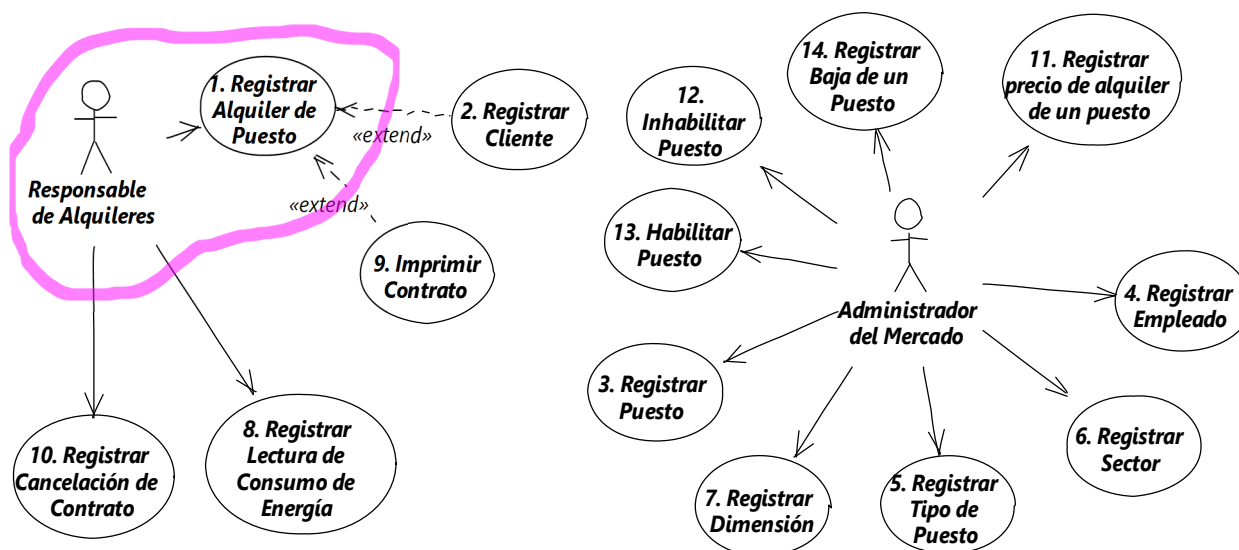 1. Registrar
Alquiler de
Puesto
«extend»
2. Registrar
Cliente
Responsable
de Alquileres
«extend»
9. Imprimir
Contrato
10. Registrar
Cancelación de
Contrato
8. Registrar
Lectura de
Consumo de
Energía
14. Registrar
Baja de un
Puesto
11. Registrar
precio de alquiler
de un puesto
12.
Inhabilitar
Puesto
13. Habilitar
Puesto
Administrador
del Mercado
4. Registrar
Empleado
3. Registrar
Puesto
6. Registrar
Sector
7. Registrar
Dimensión
5. Registrar
Tipo de
Puesto